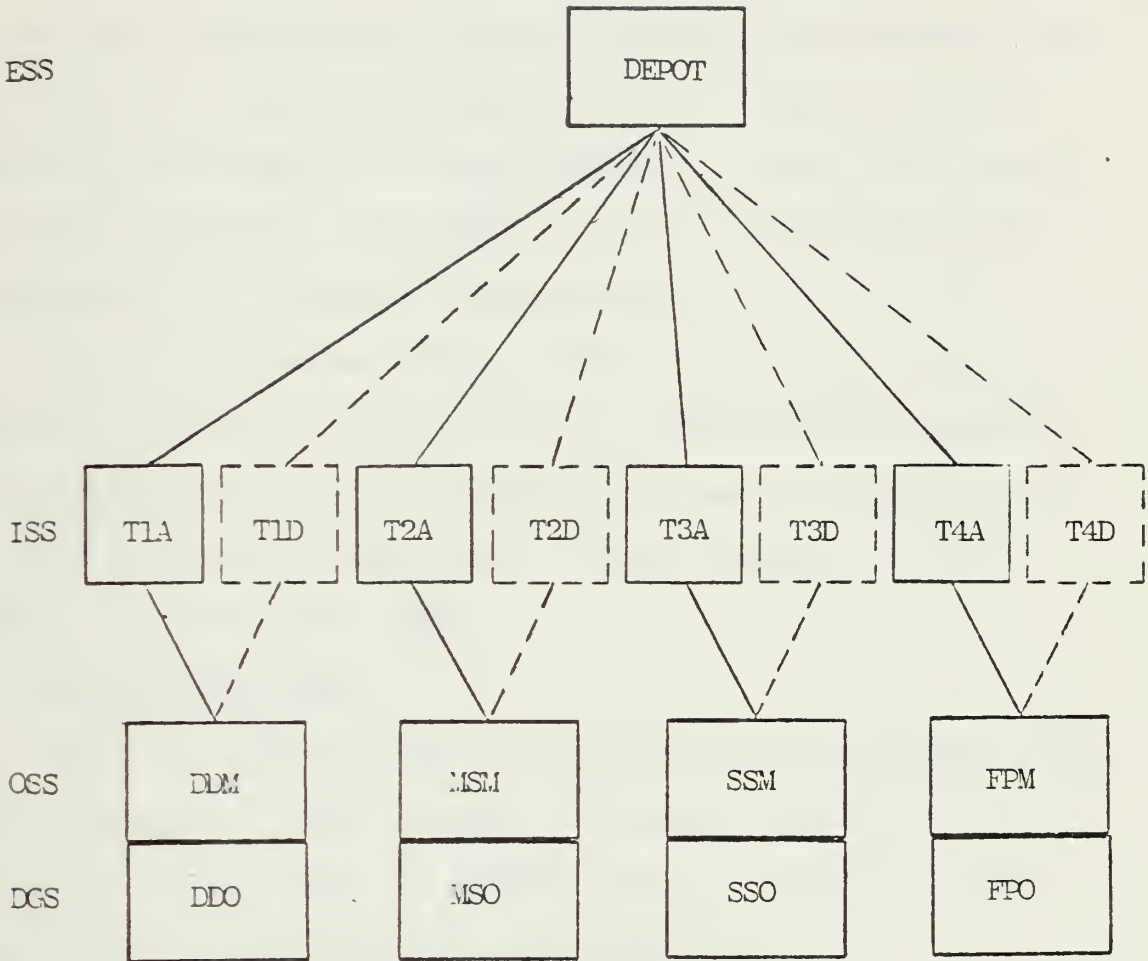 ESS DEPOT
ISS T1A T1D T2A T2D T3A T3D T4A T4D
OSS DDM MSM SSM FPM
DGS DDO MSO SSO FPO